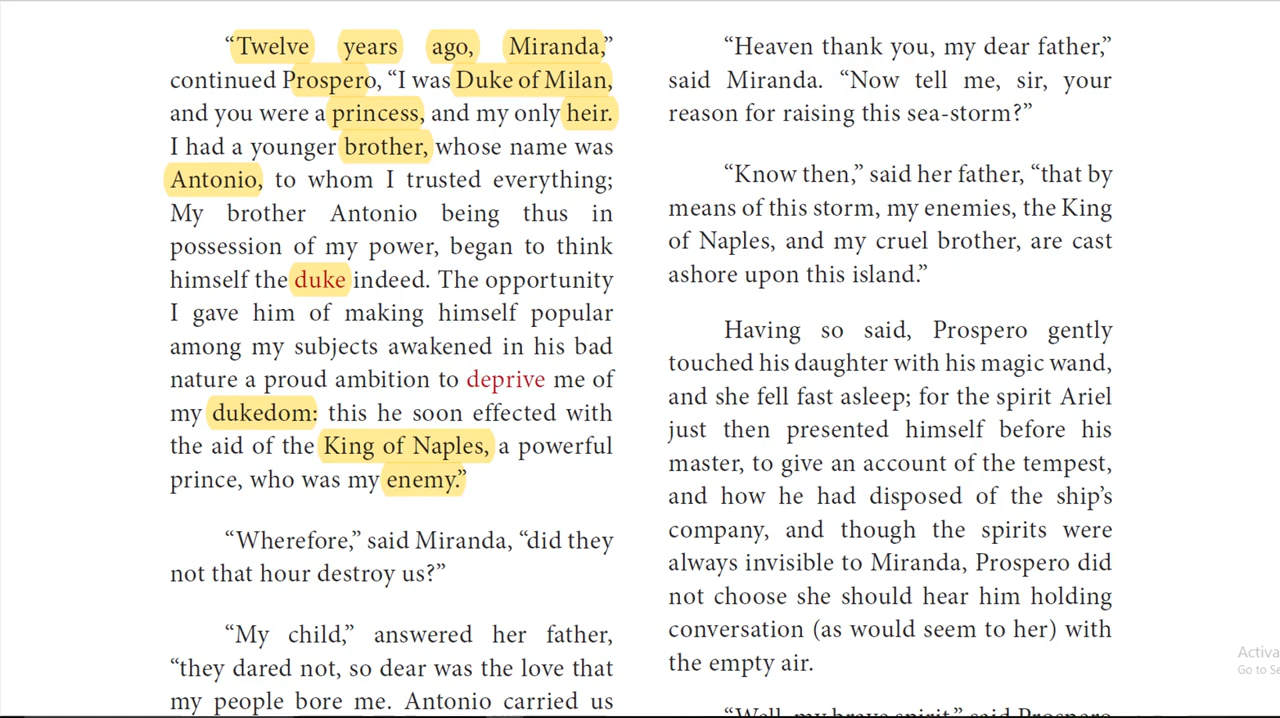 “Twelve years ago, Miranda,”
continued Prospero, “I was Duke of Milan,
and you were a princess, and my only heir.
I had a younger brother, whose name was
Antonio, to whom I trusted everything;
My brother Antonio being thus in
possession of my power, began to think
himself the duke indeed. The opportunity
I gave him of making himself popular
among my subjects awakened in his bad
nature a proud ambition to deprive me of
my dukedom: this he soon effected with
the aid of the King of Naples, a powerful
prince, who was my enemy.”
“Wherefore,” said Miranda, “did they
not that hour destroy us?”
“My child,” answered her father,
“they dared not, so dear was the love that
my people bore me. Antonio carried us
“Heaven thank you, my dear father,”
said Miranda. “Now tell me, sir, your
reason for raising this sea-storm?”
“Know then,” said her father, “that by
means of this storm, my enemies, the King
of Naples, and my cruel brother, are cast
ashore upon this island.”
Having so said, Prospero gently
touched his daughter with his magic wand,
and she fell fast asleep; for the spirit Ariel
just then presented himself before his
master, to give an account of the tempest,
and how he had disposed of the ship’s
company, and though the spirits were
always invisible to Miranda, Prospero did
not choose she should hear him holding
conversation (as would seem to her) with
the empty air.
“Well, my brave spirit,” said Prospero
Activa
Go to Se